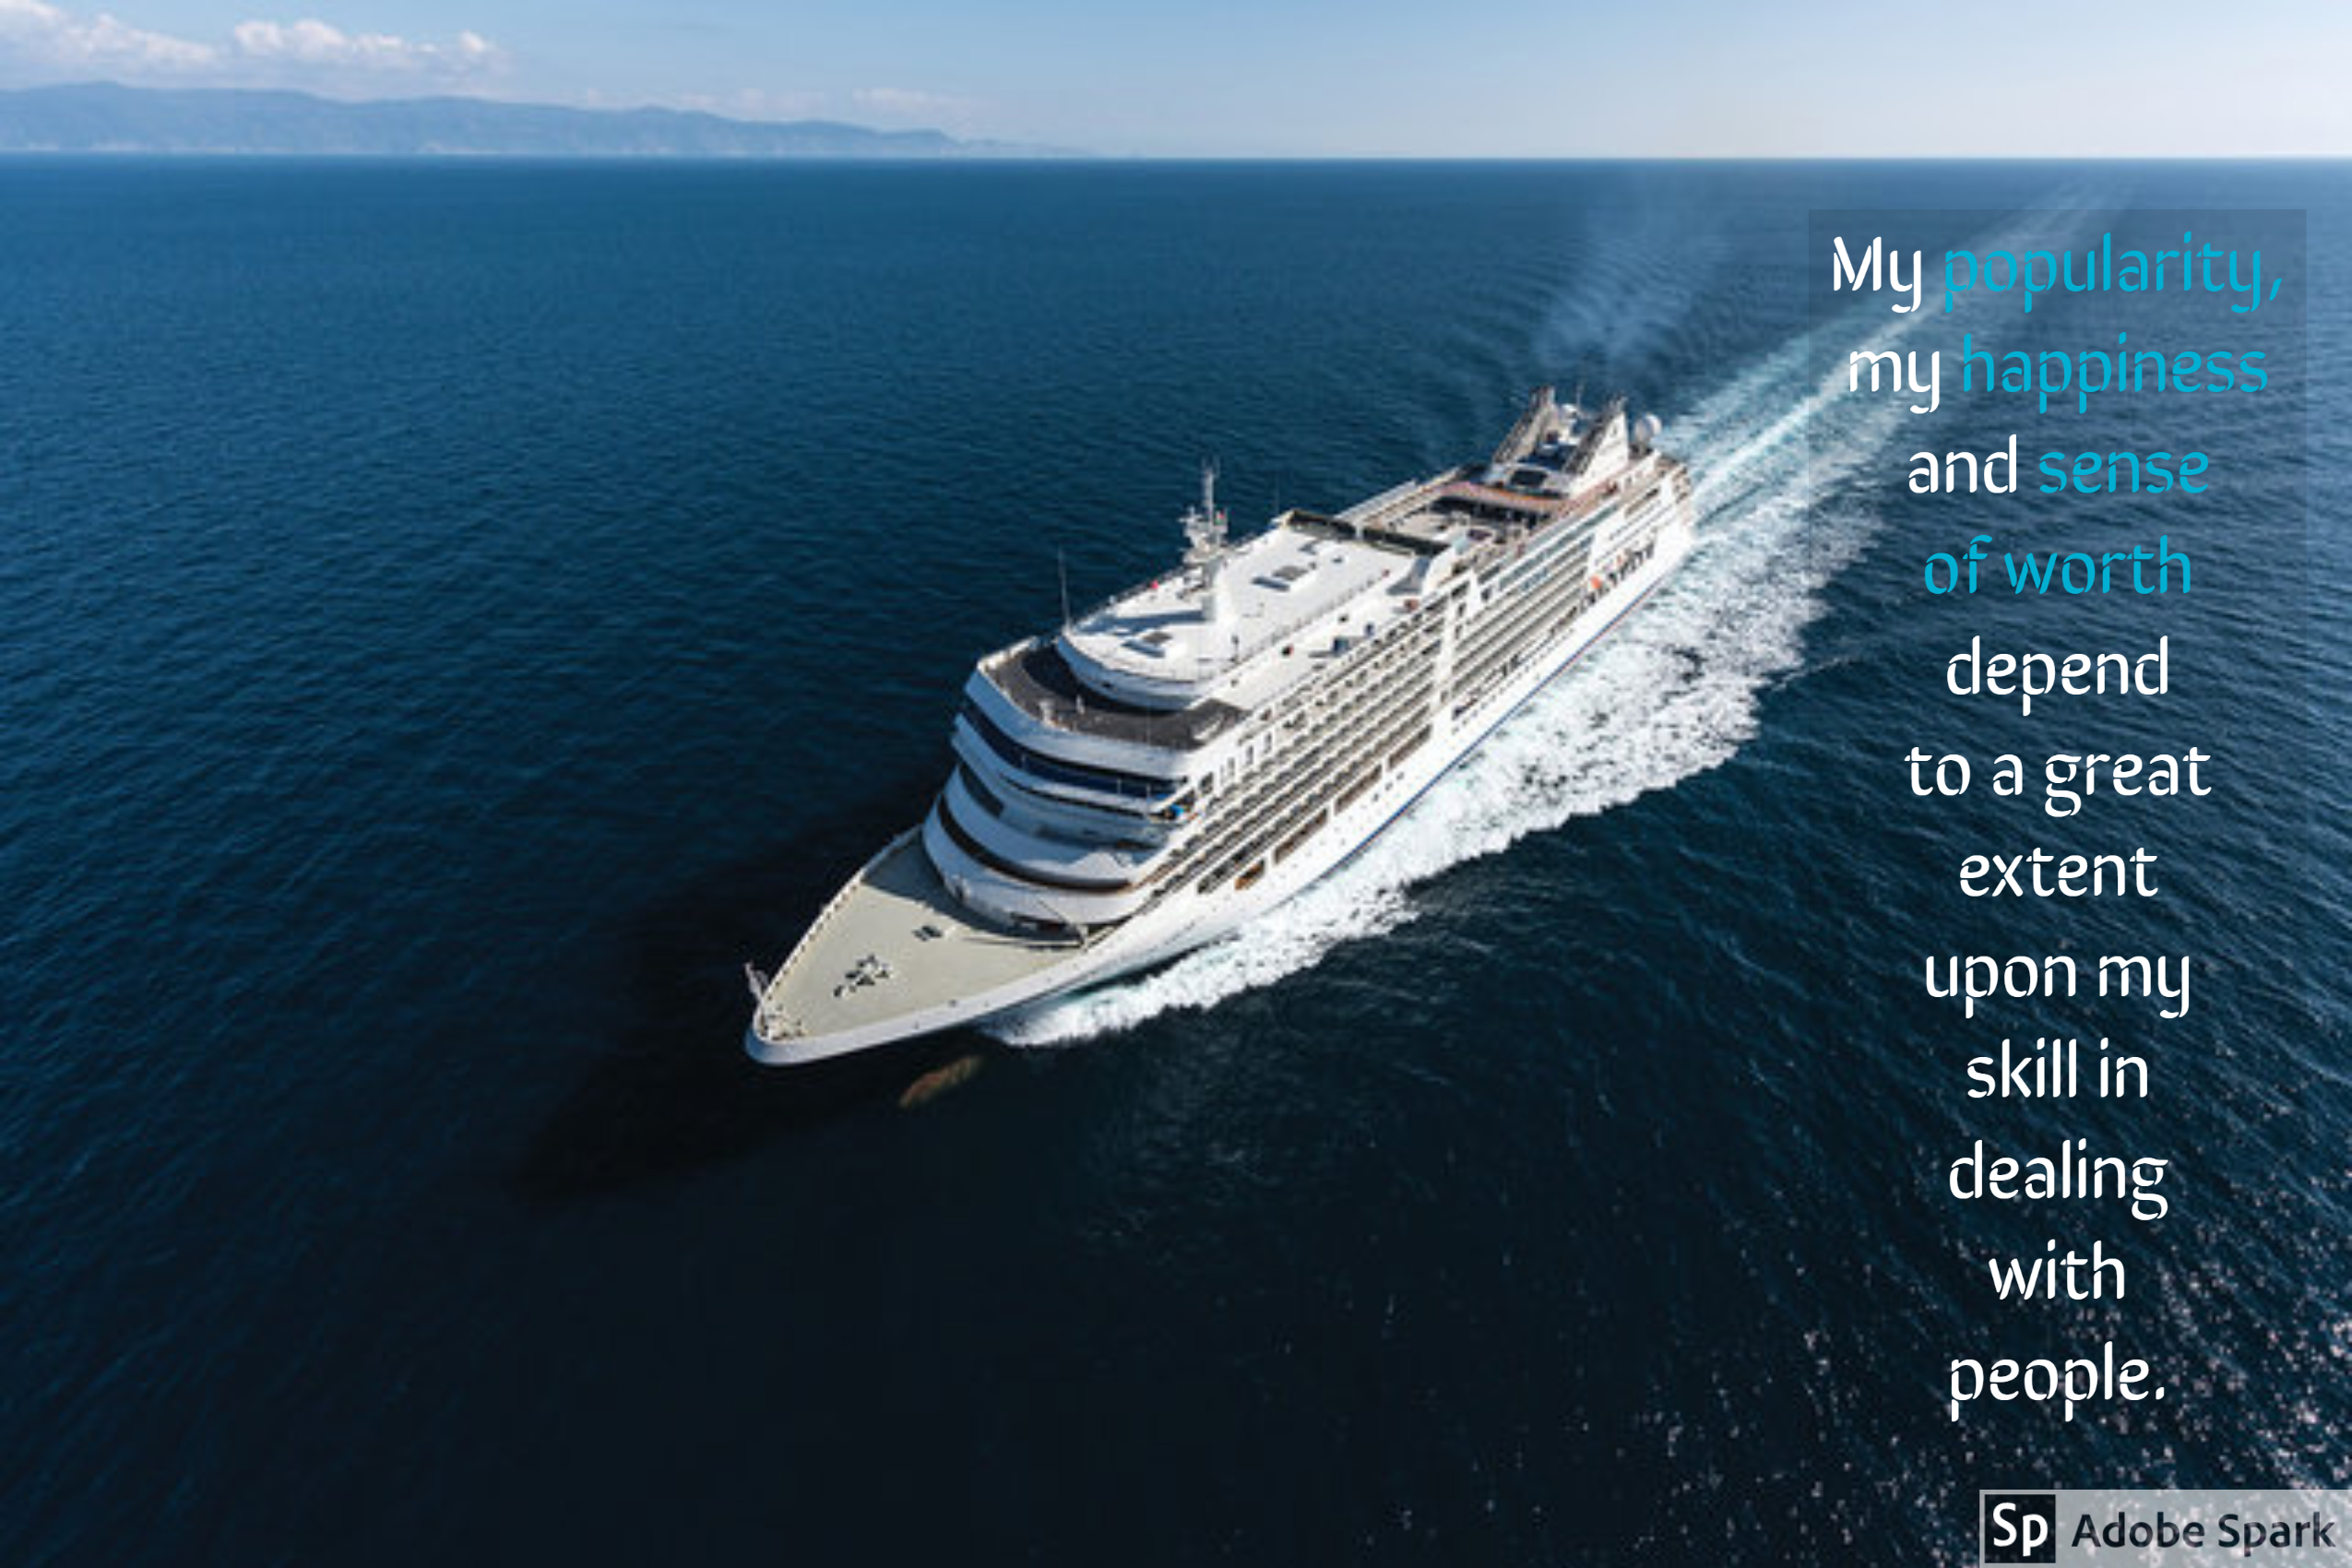 My popularity,
my happiness
and sense
of worth
depend
to a great
extent
upon my
skill in
dealing
with
people.
Sp Adobe Spark